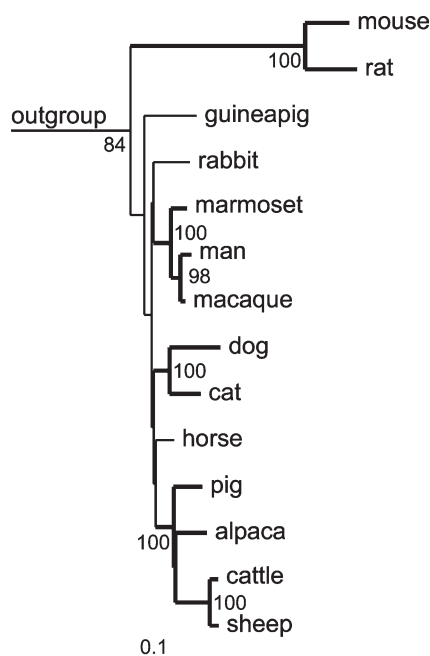 mouse
100
rat
outgroup
guineapig
84
rabbit
marmoset
100
man
98
macaque
dog
100
cat
horse
pig
100
alpaca
cattle
100
sheep
0.1